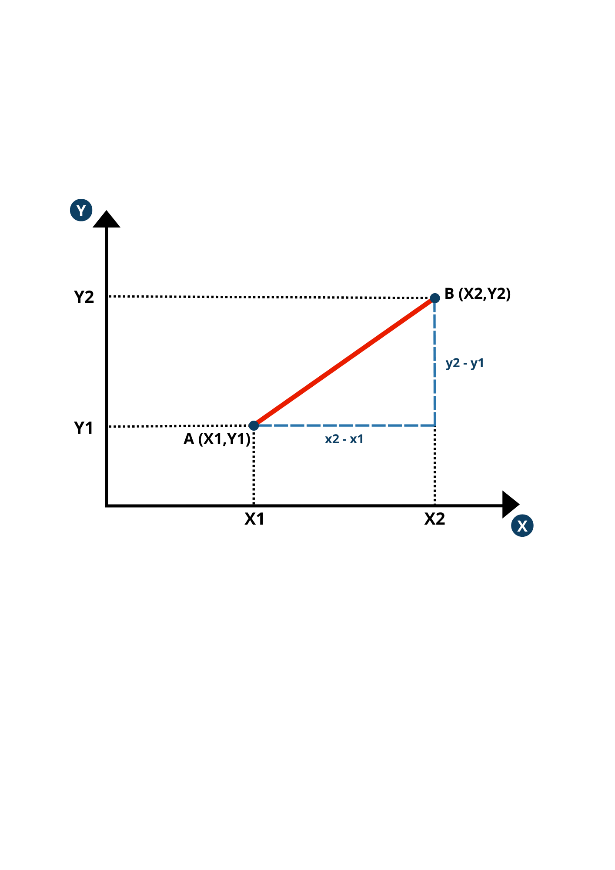 Y
Y2
B (X2,Y2)
y2 - y1
Y1
A (X1,Y1)
x2 - x1
X1
X2
X